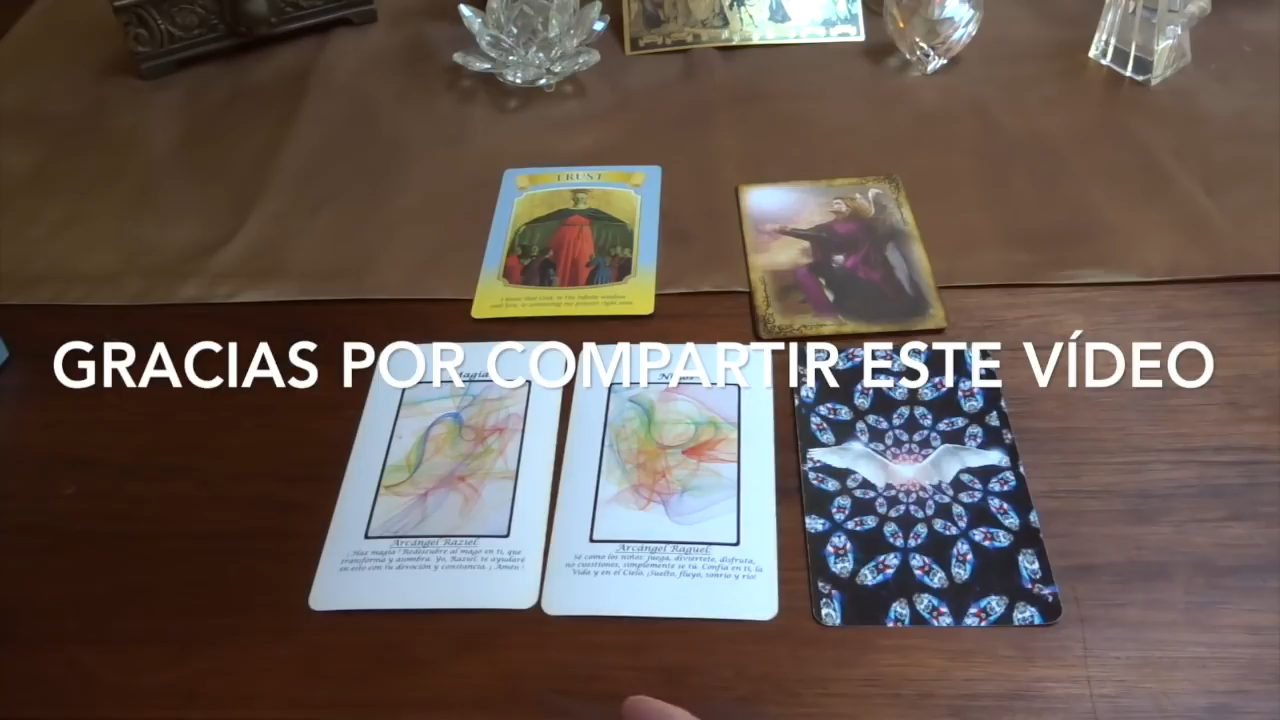 TRUST
GRACIAS POR COMPARTIR ESTE VÍDEO
Magia
Arcángel Raziel
¡Haz magia! Redescubre al mago en ti, que
transforma y asombra. Yo, Raziel, te ayudaré
en esto con tu devoción y constancia. ¡Amén!
Arcángel Raguel
Sé como los niños: juega, diviértete, disfruta,
no cuestiones, simplemente se tú. Confía en ti, la
Vida y en el Cielo. ¡Suelto, fluyo, sonrío y río!